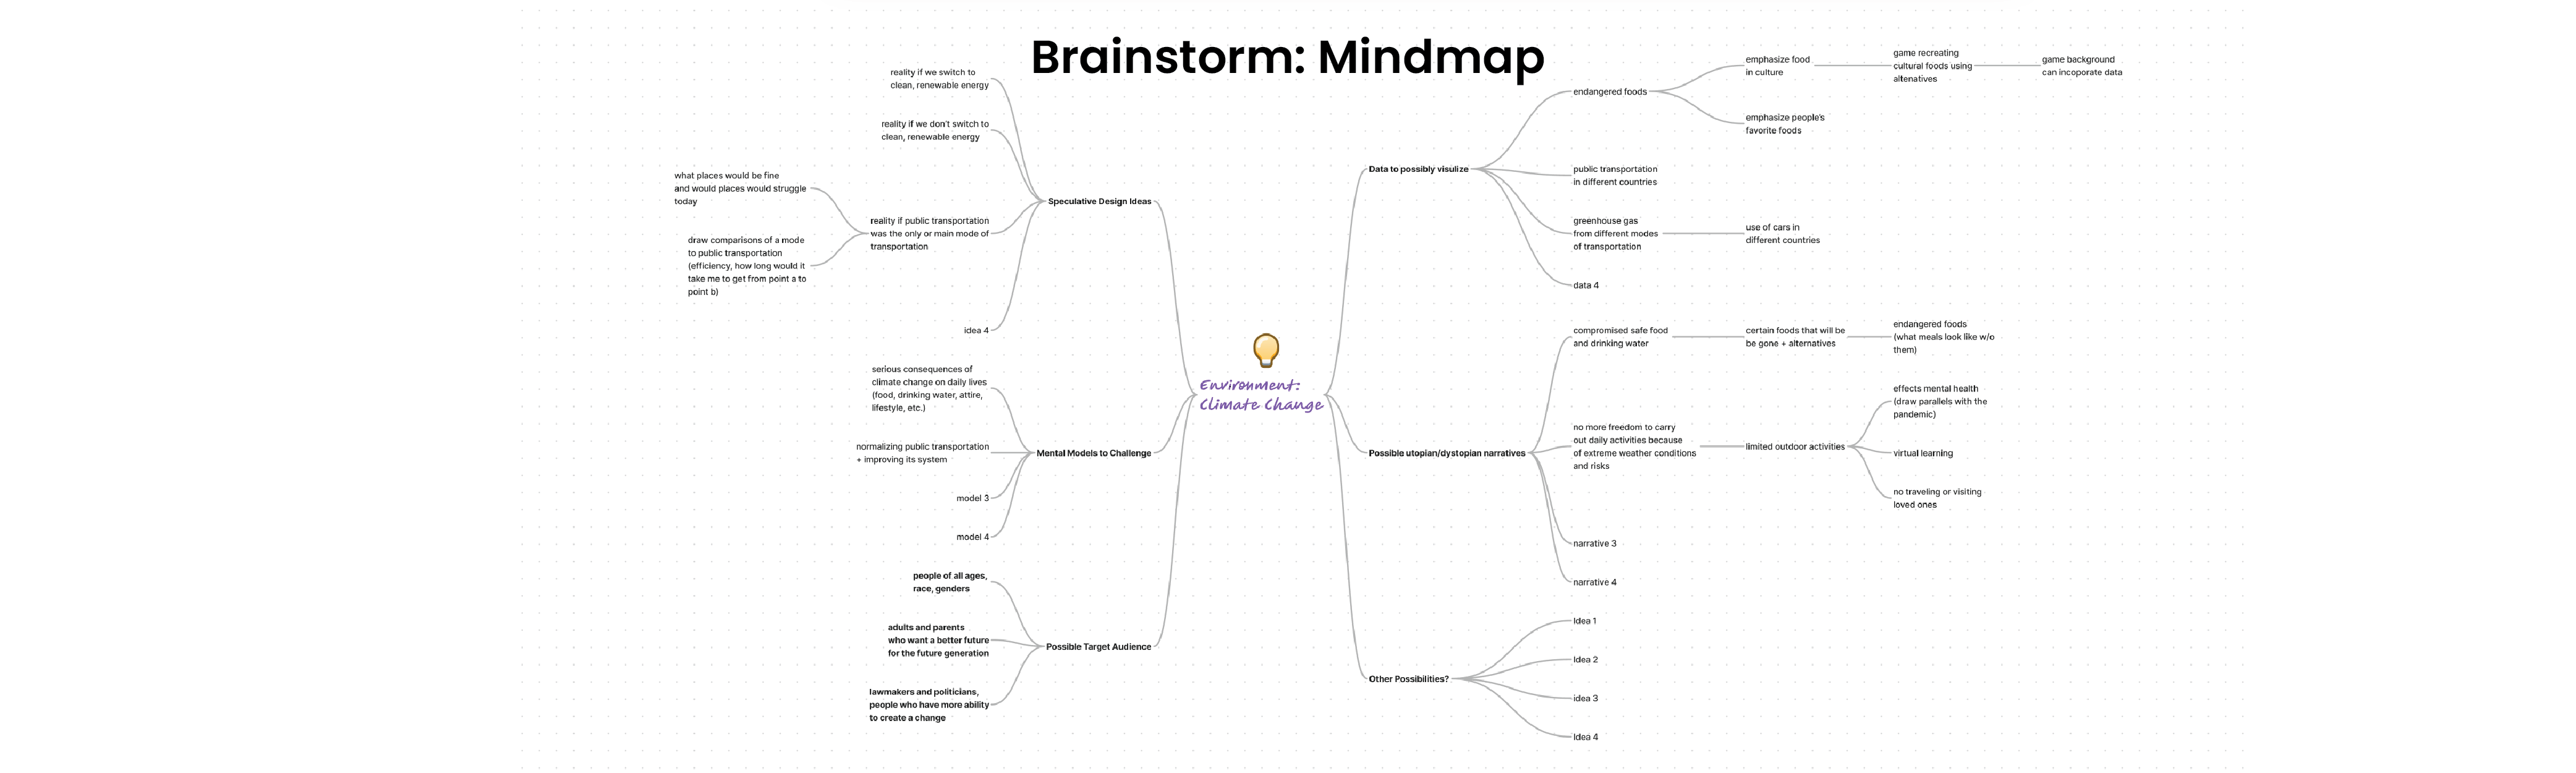 Brainstorm: Mindmap
reality if we switch to
clean, renewable energy
reality if we don't switch to
clean, renewable energy
what places would be fine
and would places would struggle
today
draw comparisons of a mode
to public transportation
(efficiency, how long would it
take me to get from point a to
point b)
reality if public transportation
was the only or main mode of
transportation
idea 4
Speculative Design Ideas
serious consequences of
climate change on daily lives
(food, drinking water, attire,
lifestyle, etc.)
normalizing public transportation
+ improving its system
model 3
model 4
Mental Models to Challenge
people of all ages,
race, genders
adults and parents
who want a better future
for the future generation
lawmakers and politicians,
people who have more ability
to create a change
Possible Target Audience
Environment:
Climate Change
Data to possibly visulize
endangered foods
emphasize food
in culture
game recreating
cultural foods using
altenatives
game background
can incoporate data
emphasize people's
favorite foods
public transportation
in different countries
greenhouse gas
from different modes
of transportation
use of cars in
different countries
data 4
Possible utopian/dystopian narratives
compromised safe food
and drinking water
certain foods that will be
be gone + alternatives
endangered foods
(what meals look like w/o
them)
no more freedom to carry
out daily activities because
of extreme weather conditions
and risks
limited outdoor activities
effects mental health
(draw parallels with the
pandemic)
virtual learning
no traveling or visiting
loved ones
narrative 3
narrative 4
Other Possibilities?
Idea 1
Idea 2
idea 3
Idea 4